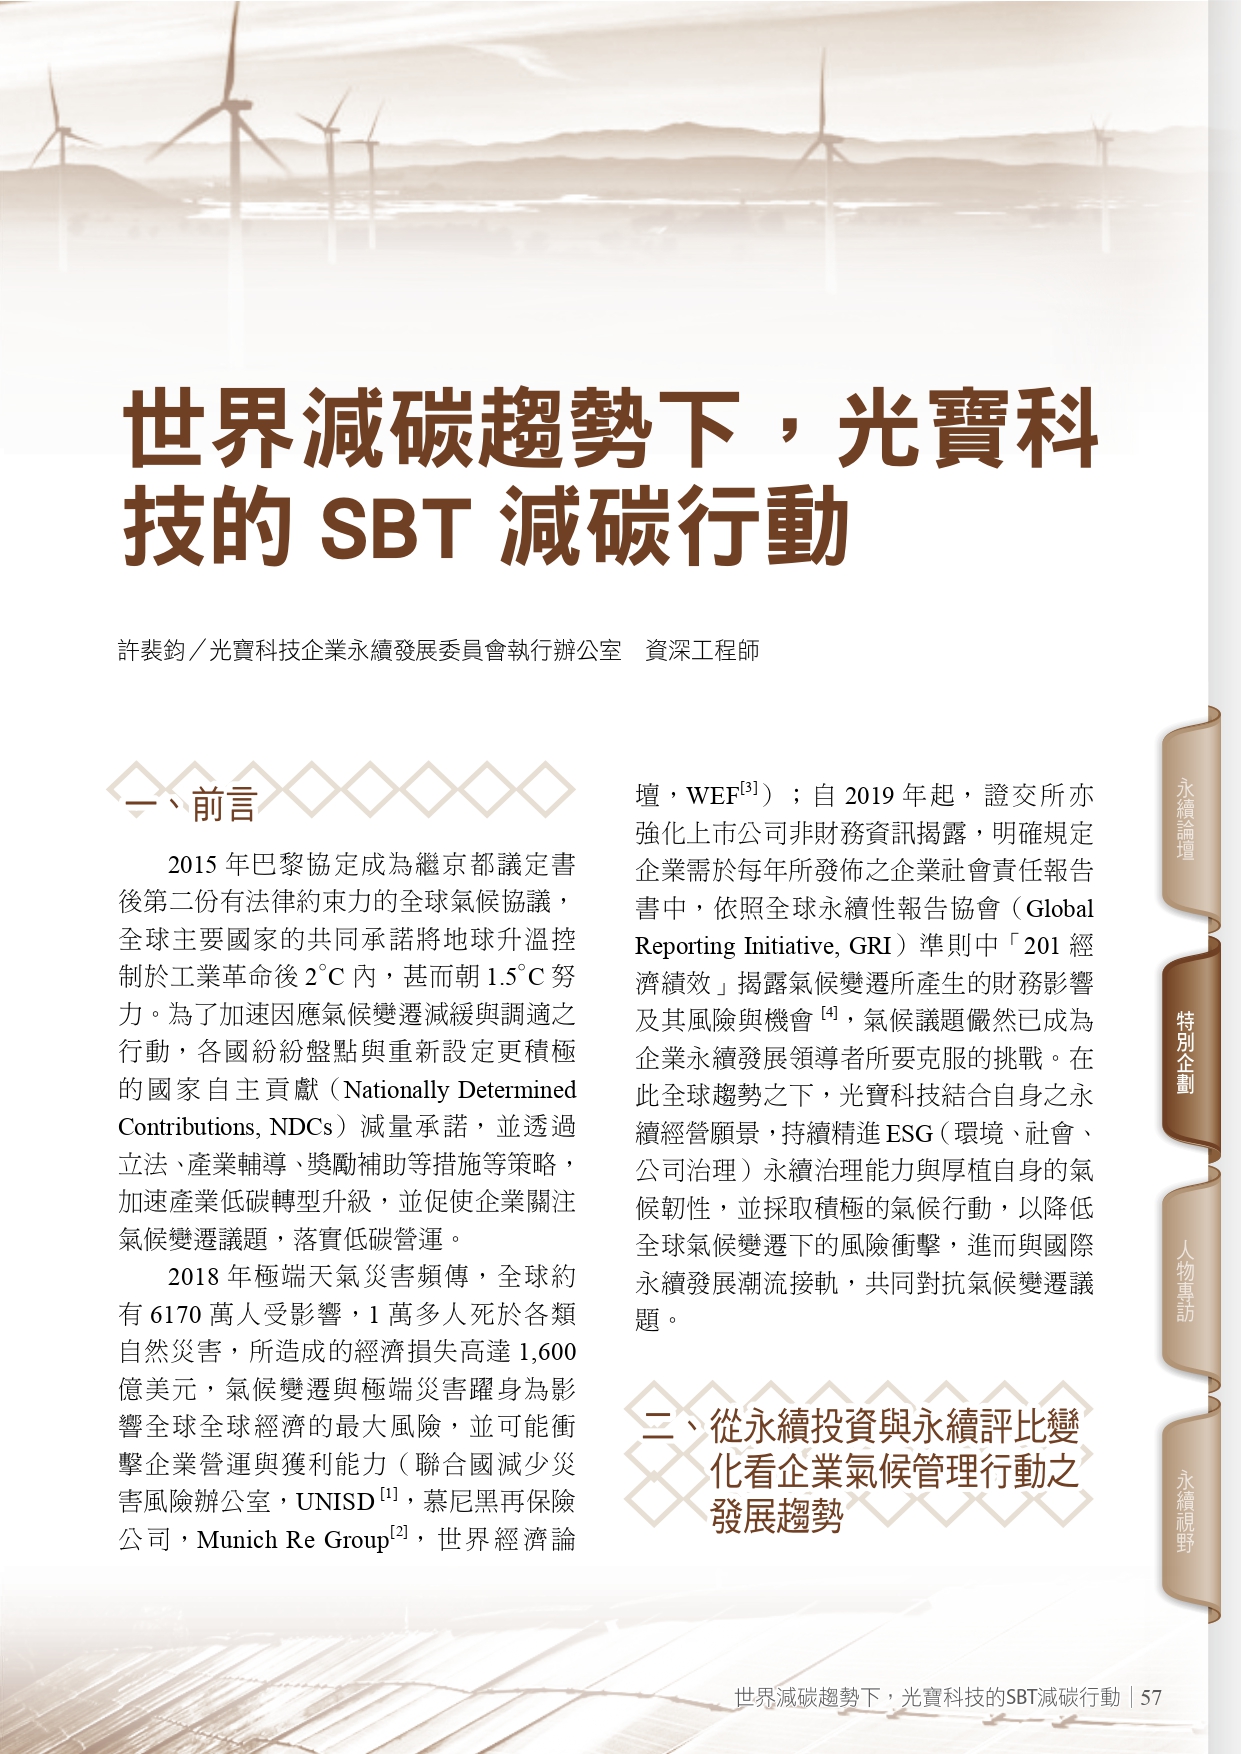 世界減碳趨勢下，光寶科
技的 SBT 減碳行動
許裴鈞／光寶科技企業永續發展委員會執行辦公室　資深工程師
一、前言
2015 年巴黎協定成為繼京都議定書
後第二份有法律約束力的全球氣候協議，
全球主要國家的共同承諾將地球升溫控
制於工業革命後 2°C 內，甚而朝 1.5°C 努
力。為了加速因應氣候變遷減緩與調適之
行動，各國紛紛盤點與重新設定更積極
的國家自主貢獻（Nationally Determined
Contributions, NDCs）減量承諾，並透過
立法、產業輔導、獎勵補助等措施等策略，
加速產業低碳轉型升級，並促使企業關注
氣候變遷議題，落實低碳營運。
2018 年極端天氣災害頻傳，全球約
有 6170 萬人受影響，1 萬多人死於各類
自然災害，所造成的經濟損失高達 1,600
億美元，氣候變遷與極端災害躍身為影
響全球全球經濟的最大風險，並可能衝
擊企業營運與獲利能力（聯合國減少災
害風險辦公室，UNISD [1]，慕尼黑再保險
公司，Munich Re Group[2]，世界經濟論
壇，WEF[3]）；自 2019 年起，證交所亦
強化上市公司非財務資訊揭露，明確規定
企業需於每年所發佈之企業社會責任報告
書中，依照全球永續性報告協會（Global
Reporting Initiative, GRI）準則中「201 經
濟績效」揭露氣候變遷所產生的財務影響
及其風險與機會 [4]，氣候議題儼然已成為
企業永續發展領導者所要克服的挑戰。在
此全球趨勢之下，光寶科技結合自身之永
續經營願景，持續精進 ESG（環境、社會、
公司治理）永續治理能力與厚植自身的氣
候韌性，並採取積極的氣候行動，以降低
全球氣候變遷下的風險衝擊，進而與國際
永續發展潮流接軌，共同對抗氣候變遷議
題。
二、從永續投資與永續評比變
化看企業氣候管理行動之
發展趨勢
永續論壇
特別企劃
人物專訪
永續視野
世界減碳趨勢下，光寶科技的SBT減碳行動｜57